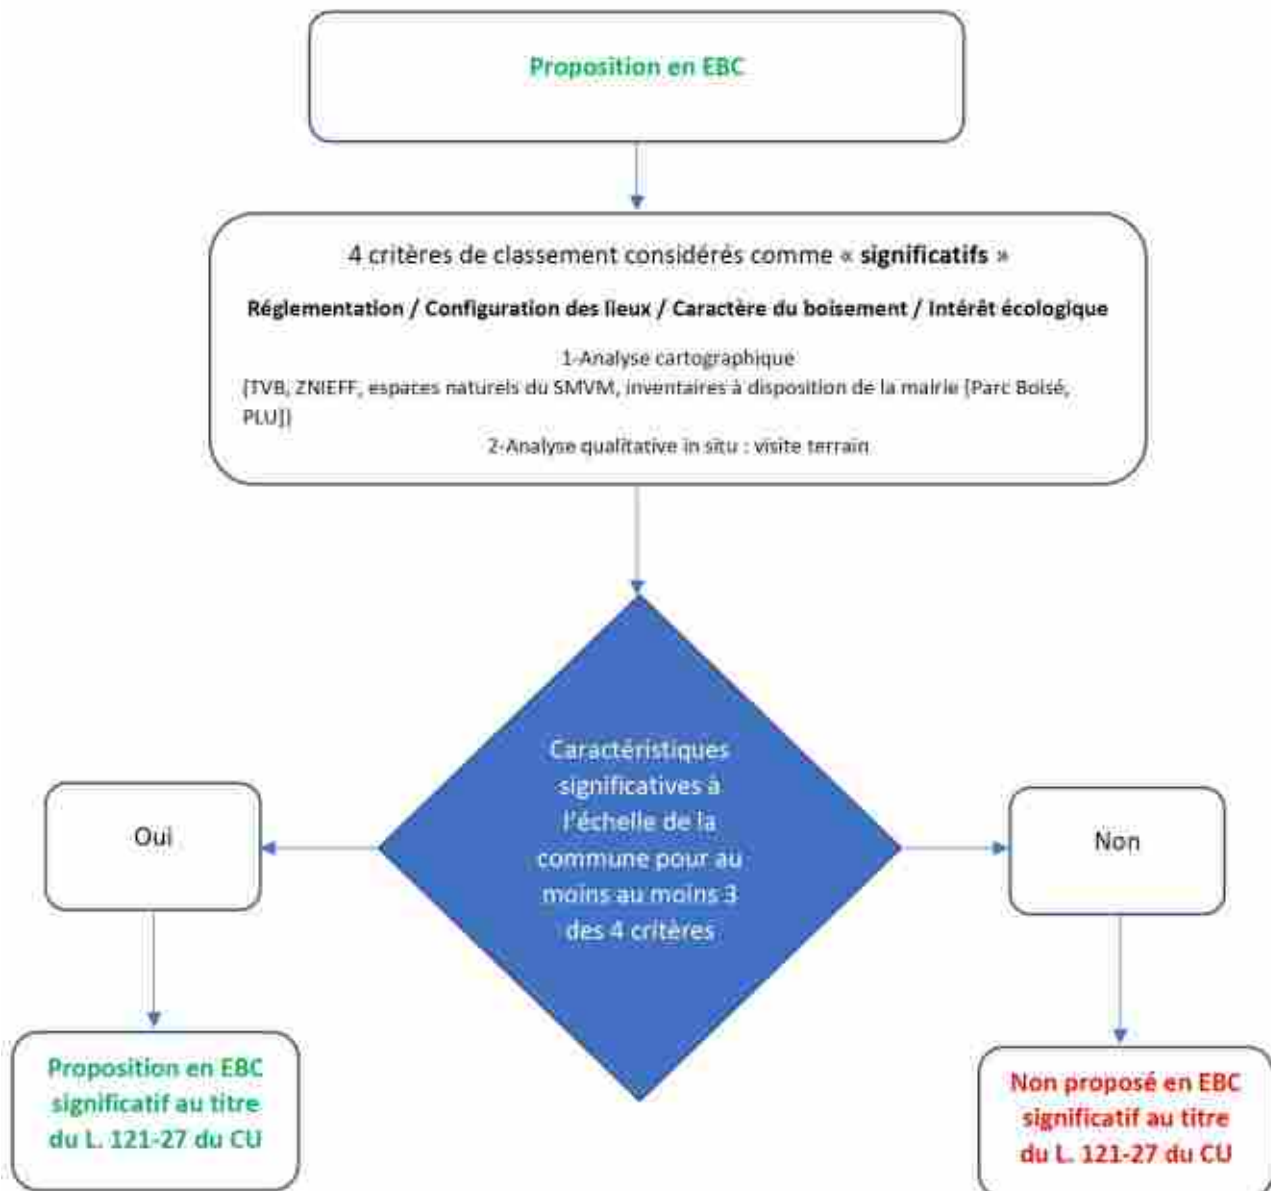 Proposition en EBC
4 critères de classement considérés comme « significatifs »
Réglementation / Configuration des lieux / Caractère du boisement / Intérêt écologique
1-Analyse cartographique
(TVB, ZNIEFF, espaces naturels du SMVM, inventaires à disposition de la mairie (Parc Boisé,
PLU))
2-Analyse qualitative in situ : visite terrain
Caractéristiques
significatives à
l'échelle de la
commune pour au
moins au moins 3
des 4 critères
Oui
Non
Proposition en EBC
significatif au titre
du L. 121-27 du CU
Non proposé en EBC
significatif au titre
du L. 121-27 du CU